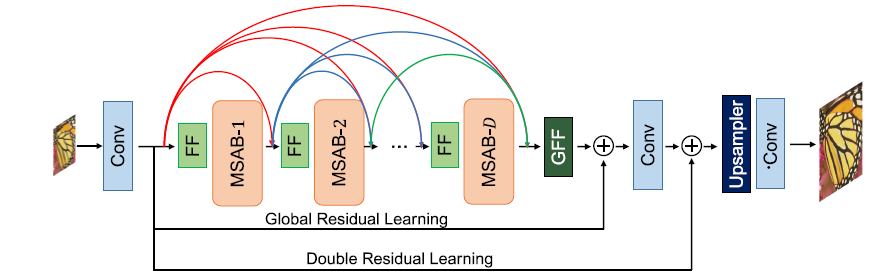 Conv
FF
MSAB-1
FF
MSAB-2
...
FF
MSAB-D
GFF
Conv
Upsampler
·Conv
Global Residual Learning
Double Residual Learning